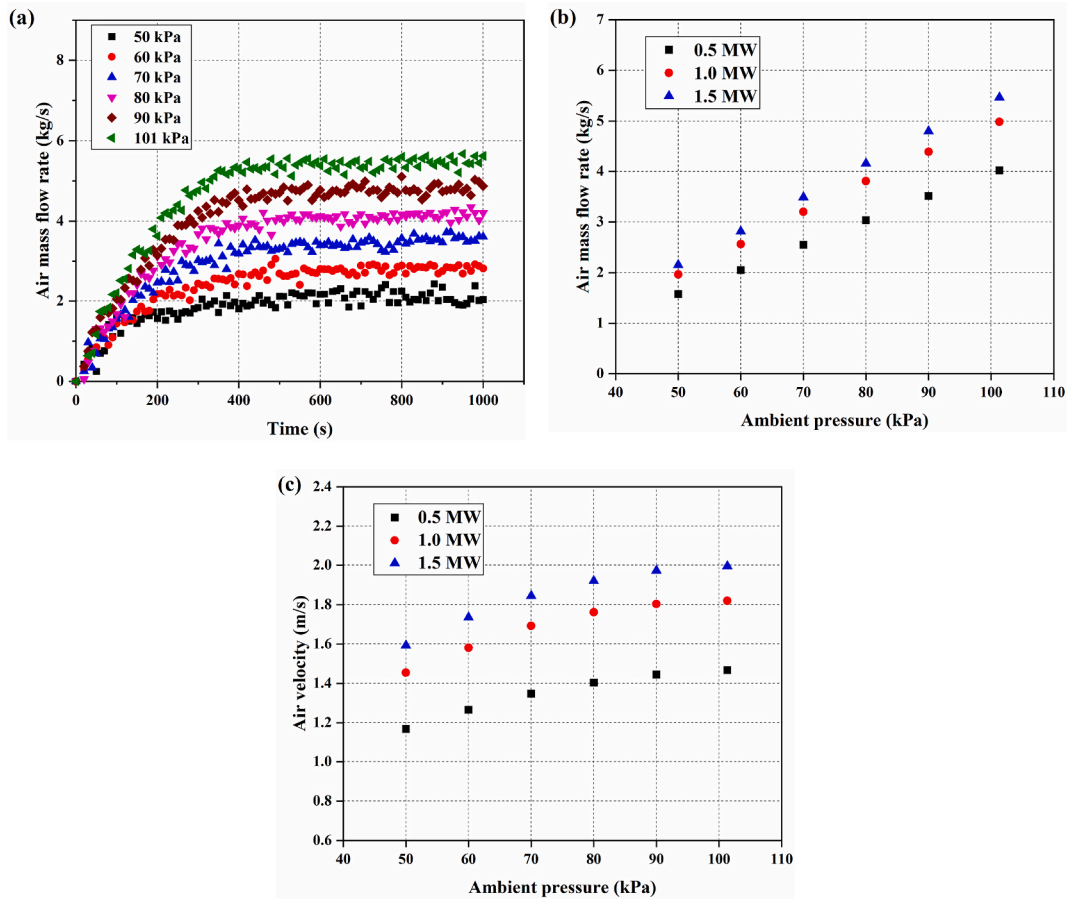 (a)
50 kPa
60 kPa
70 kPa
80 kPa
90 kPa
101 kPa
8
6
4
2
0
0 200 400 600 800 1000
Air mass flow rate (kg/s)
Time (s)
(b)
0.5 MW
1.0 MW
1.5 MW
7
6
5
4
3
2
1
0
40 50 60 70 80 90 100 110
Air mass flow rate (kg/s)
Ambient pressure (kPa)
(c)
0.5 MW
1.0 MW
1.5 MW
2.4
2.2
2.0
1.8
1.6
1.4
1.2
1.0
0.8
0.6
40 50 60 70 80 90 100 110
Air velocity (m/s)
Ambient pressure (kPa)